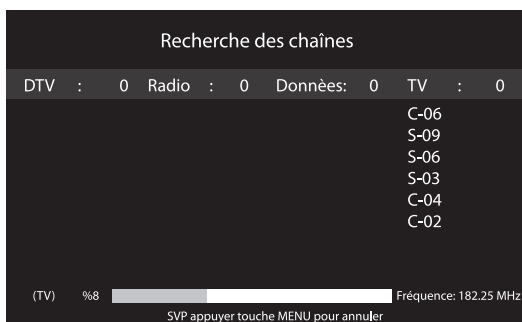 Recherche des chaînes
DTV : 0 Radio : 0 Donnèes: 0 TV : 0
C-06
S-09
S-06
S-03
C-04
C-02
(TV) %8 Fréquence: 182.25 MHz
SVP appuyer touche MENU pour annuler